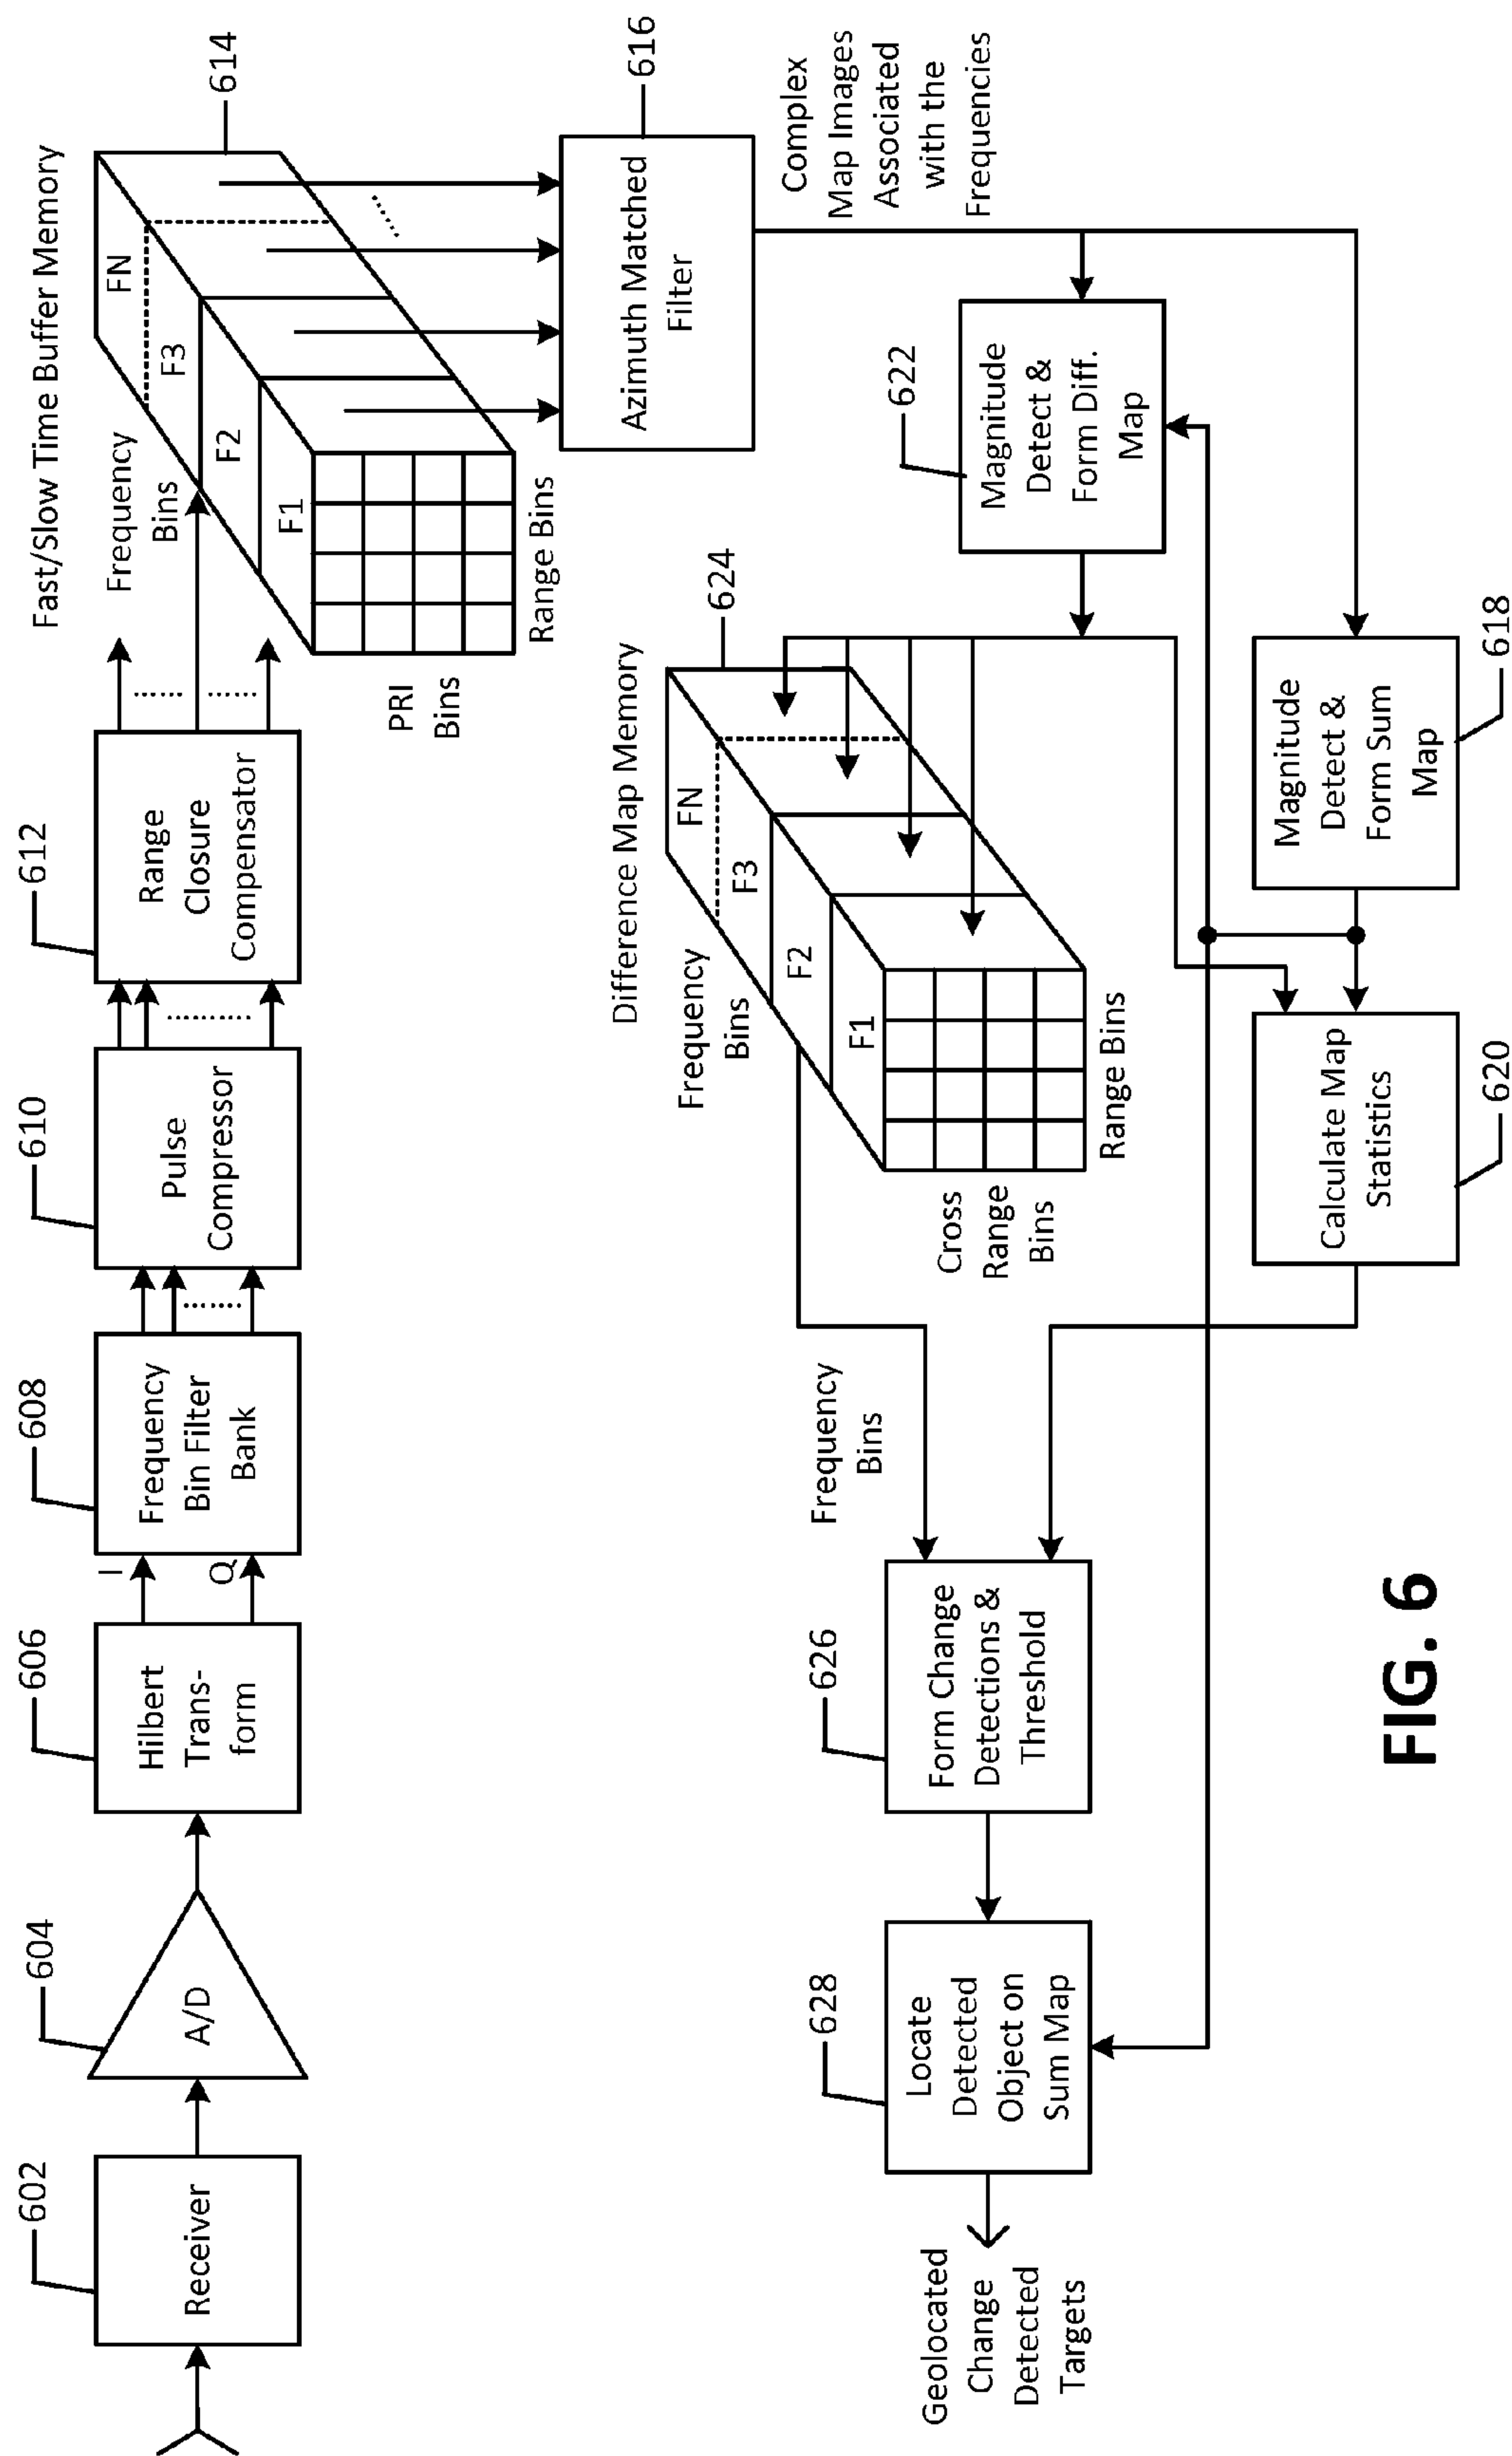 602
Receiver
604
A/D
606
Hilbert
Trans-
form
I
Q
608
Frequency
Bin Filter
Bank
610
Pulse
Compressor
612
Range
Closure
Compensator
Fast/Slow Time Buffer Memory
Frequency
Bins
F1
F2
F3
FN
PRI
Bins
Range Bins
614
616
Azimuth Matched
Filter
Complex
Map Images
Associated
with the
Frequencies
622
Magnitude
Detect &
Form Diff.
Map
Difference Map Memory
624
Frequency
Bins
F1
F2
F3
FN
Cross
Range
Bins
Range Bins
Magnitude
Detect &
Form Sum
Map
618
Calculate Map
Statistics
620
Frequency
Bins
626
Form Change
Detections &
Threshold
628
Locate
Detected
Object on
Sum Map
Geolocated
Change
Detected
Targets
FIG. 6